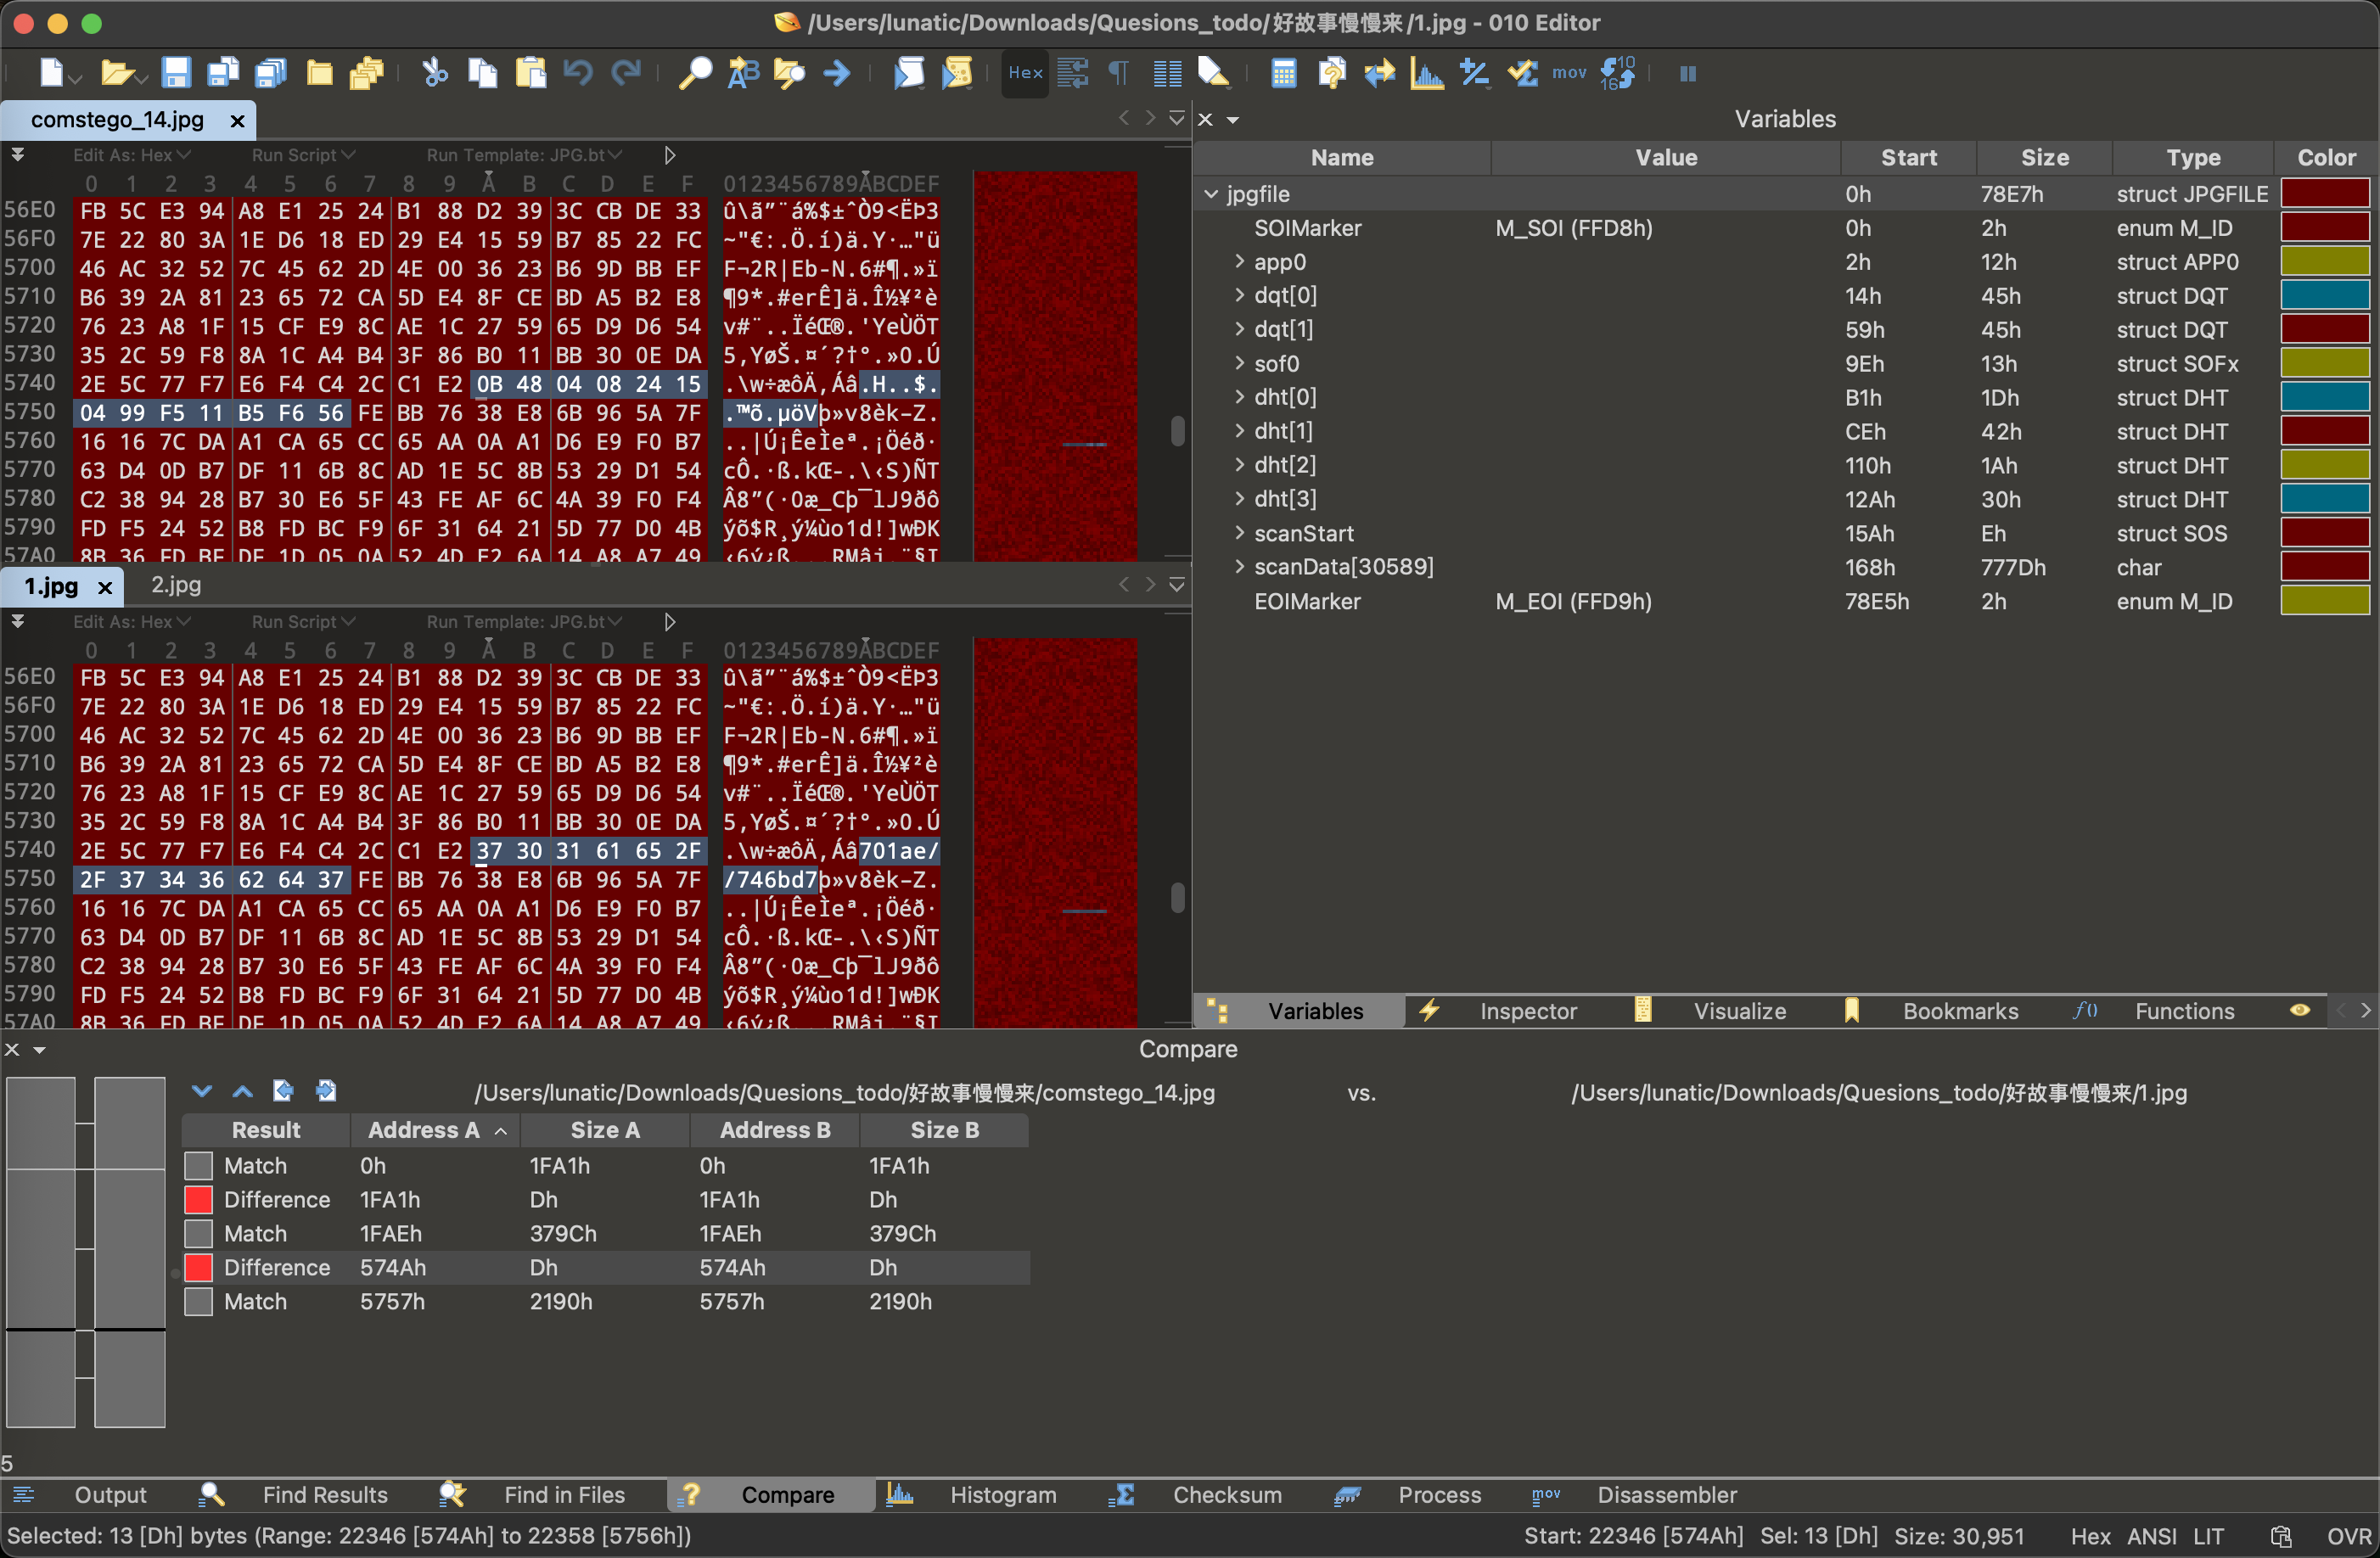 /Users/lunatic/Downloads/Quesions_todo/好故事慢慢来/1.jpg - 010 Editor
Hex
mov
comstego_14.jpg
Edit As: Hex Run Script Run Template: JPG.bt
0 1 2 3 4 5 6 7 8 9 A B C D E F 0123456789ABCDEF
56E0 FB 5C E3 94 A8 E1 25 24 B1 88 D2 39 3C CB DE 33 û\ã”¨á%$±ˆÒ9<ËÞ3
56F0 7E 22 80 3A 1E D6 18 ED 29 E4 15 59 B7 85 22 FC ~"€:.Ö.í)ä.Y·…"ü
5700 46 AC 32 52 7C 45 62 2D 4E 00 36 23 B6 9D BB EF F¬2R|Eb-N.6#¶.»ï
5710 B6 39 2A 81 23 65 72 CA 5D E4 8F CE BD A5 B2 E8 ¶9*.#erÊ]ä.Î½¥²è
5720 76 23 A8 1F 15 CF E9 8C AE 1C 27 59 65 D9 D6 54 v#¨..ÏéŒ®.'YeÙÖT
5730 35 2C 59 F8 8A 1C A4 B4 3F 86 B0 11 BB 30 0E DA 5,YøŠ.¤´?†°.»0.Ú
5740 2E 5C 77 F7 E6 F4 C4 2C C1 E2 0B 48 04 08 24 15 .\w÷æôÄ,Áâ.H..$.
5750 04 99 F5 11 B5 F6 56 FE BB 76 38 E8 6B 96 5A 7F .™õ.µöVþ»v8èk–Z.
5760 16 16 7C DA A1 CA 65 CC 65 AA 0A A1 D6 E9 F0 B7 ..|Ú¡ÊeÌeª.¡Öéð·
5770 63 D4 0D B7 DF 11 6B 8C AD 1E 5C 8B 53 29 D1 54 cÔ.·ß.kŒ-.\‹S)ÑT
5780 C2 38 94 28 B7 30 E6 5F 43 FE AF 6C 4A 39 F0 F4 Â8”(·0æ_Cþ¯lJ9ðô
5790 FD F5 24 52 B8 FD BC F9 6F 31 64 21 5D 77 D0 4B ýõ$R¸ý¼ùo1d!]wÐK
57A0 8B 36 FD BF DF 1D 05 0A 52 4D E2 6A 14 A8 A7 49 ‹6ý¿ß...RMâj.¨§I
1.jpg 2.jpg
Edit As: Hex Run Script Run Template: JPG.bt
0 1 2 3 4 5 6 7 8 9 A B C D E F 0123456789ABCDEF
56E0 FB 5C E3 94 A8 E1 25 24 B1 88 D2 39 3C CB DE 33 û\ã”¨á%$±ˆÒ9<ËÞ3
56F0 7E 22 80 3A 1E D6 18 ED 29 E4 15 59 B7 85 22 FC ~"€:.Ö.í)ä.Y·…"ü
5700 46 AC 32 52 7C 45 62 2D 4E 00 36 23 B6 9D BB EF F¬2R|Eb-N.6#¶.»ï
5710 B6 39 2A 81 23 65 72 CA 5D E4 8F CE BD A5 B2 E8 ¶9*.#erÊ]ä.Î½¥²è
5720 76 23 A8 1F 15 CF E9 8C AE 1C 27 59 65 D9 D6 54 v#¨..ÏéŒ®.'YeÙÖT
5730 35 2C 59 F8 8A 1C A4 B4 3F 86 B0 11 BB 30 0E DA 5,YøŠ.¤´?†°.»0.Ú
5740 2E 5C 77 F7 E6 F4 C4 2C C1 E2 37 30 31 61 65 2F .\w÷æôÄ,Áâ701ae/
5750 2F 37 34 36 62 64 37 FE BB 76 38 E8 6B 96 5A 7F /746bd7þ»v8èk–Z.
5760 16 16 7C DA A1 CA 65 CC 65 AA 0A A1 D6 E9 F0 B7 ..|Ú¡ÊeÌeª.¡Öéð·
5770 63 D4 0D B7 DF 11 6B 8C AD 1E 5C 8B 53 29 D1 54 cÔ.·ß.kŒ-.\‹S)ÑT
5780 C2 38 94 28 B7 30 E6 5F 43 FE AF 6C 4A 39 F0 F4 Â8”(·0æ_Cþ¯lJ9ðô
5790 FD F5 24 52 B8 FD BC F9 6F 31 64 21 5D 77 D0 4B ýõ$R¸ý¼ùo1d!]wÐK
57A0 8B 36 FD BF DF 1D 05 0A 52 4D E2 6A 14 A8 A7 49 ‹6ý¿ß...RMâj.¨§I
Variables
Name Value Start Size Type Color
jpgfile 0h 78E7h struct JPGFILE
SOIMarker M_SOI (FFD8h) 0h 2h enum M_ID
app0 2h 12h struct APP0
dqt[0] 14h 45h struct DQT
dqt[1] 59h 45h struct DQT
sof0 9Eh 13h struct SOFx
dht[0] B1h 1Dh struct DHT
dht[1] CEh 42h struct DHT
dht[2] 110h 1Ah struct DHT
dht[3] 12Ah 30h struct DHT
scanStart 15Ah Eh struct SOS
scanData[30589] 168h 777Dh char
EOIMarker M_EOI (FFD9h) 78E5h 2h enum M_ID
Variables Inspector Visualize Bookmarks f() Functions
Compare
/Users/lunatic/Downloads/Quesions_todo/好故事慢慢来/comstego_14.jpg vs. /Users/lunatic/Downloads/Quesions_todo/好故事慢慢来/1.jpg
Result Address A Size A Address B Size B
Match 0h 1FA1h 0h 1FA1h
Difference 1FA1h Dh 1FA1h Dh
Match 1FAEh 379Ch 1FAEh 379Ch
Difference 574Ah Dh 574Ah Dh
Match 5757h 2190h 5757h 2190h
5
Output Find Results Find in Files Compare Histogram Checksum Process mov Disassembler
Selected: 13 [Dh] bytes (Range: 22346 [574Ah] to 22358 [5756h]) Start: 22346 [574Ah] Sel: 13 [Dh] Size: 30,951 Hex ANSI LIT OVR